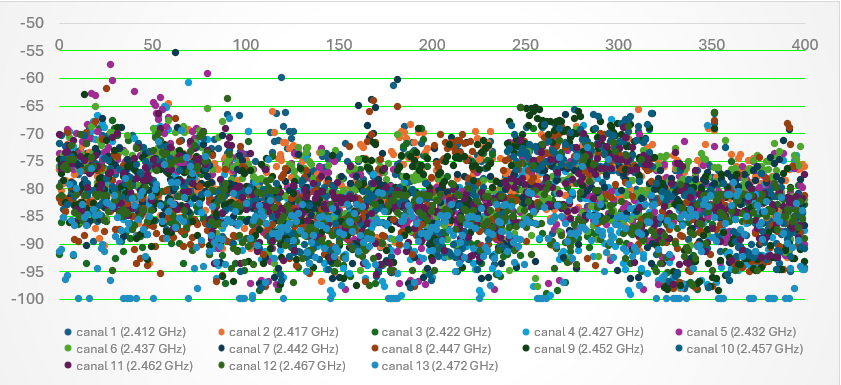 -50
0 50 100 150 200 250 300 350 400
-55
-60
-65
-70
-75
-80
-85
-90
-95
-100
canal 1 (2.412 GHz) canal 2 (2.417 GHz) canal 3 (2.422 GHz) canal 4 (2.427 GHz) canal 5 (2.432 GHz)
canal 6 (2.437 GHz) canal 7 (2.442 GHz) canal 8 (2.447 GHz) canal 9 (2.452 GHz) canal 10 (2.457 GHz)
canal 11 (2.462 GHz) canal 12 (2.467 GHz) canal 13 (2.472 GHz)